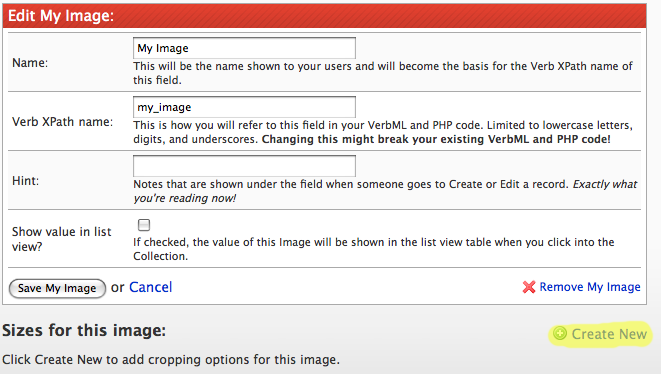 Edit My Image:
Name:
My Image
This will be the name shown to your users and will become the basis for the Verb XPath name
of this field.
Verb XPath name:
my_image
This is how you will refer to this field in your VerbML and PHP code. Limited to lowercase letters,
digits, and underscores. Changing this might break your existing VerbML and PHP code!
Hint:
Notes that are shown under the field when someone goes to Create or Edit a record. Exactly what
you're reading now!
Show value in list
view?
If checked, the value of this Image will be shown in the list view table when you click into the
Collection.
Save My Image or Cancel
Remove My Image
Sizes for this image:
Create New
Click Create New to add cropping options for this image.